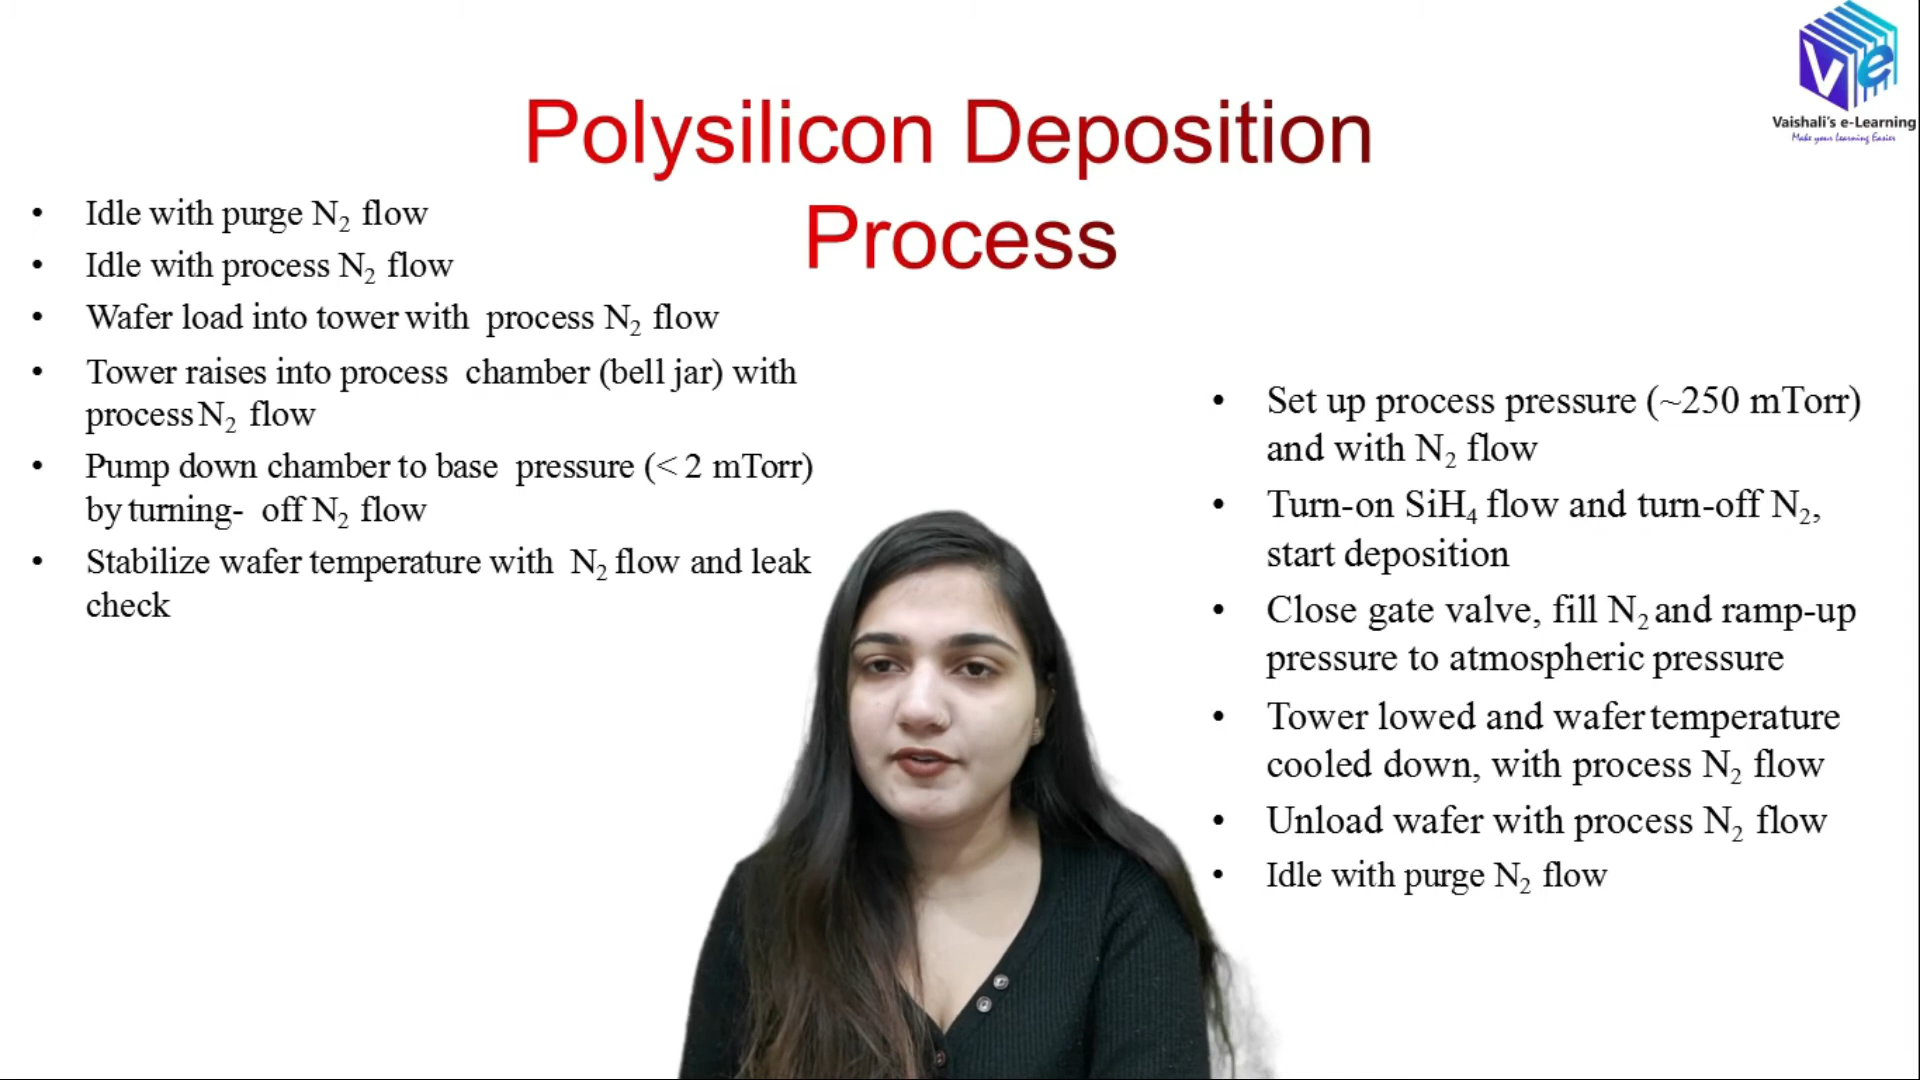 Vaishali's e-Learning
Make your Learning Easier
Polysilicon Deposition
Process
• Idle with purge N₂ flow
• Idle with process N₂ flow
• Wafer load into tower with process N₂ flow
• Tower raises into process chamber (bell jar) with
process N₂ flow
• Pump down chamber to base pressure (< 2 mTorr)
by turning- off N₂ flow
• Stabilize wafer temperature with N₂ flow and leak
check
• Set up process pressure (~250 mTorr)
and with N₂ flow
• Turn-on SiH₄ flow and turn-off N₂,
start deposition
• Close gate valve, fill N₂ and ramp-up
pressure to atmospheric pressure
• Tower lowed and wafer temperature
cooled down, with process N₂ flow
• Unload wafer with process N₂ flow
• Idle with purge N₂ flow